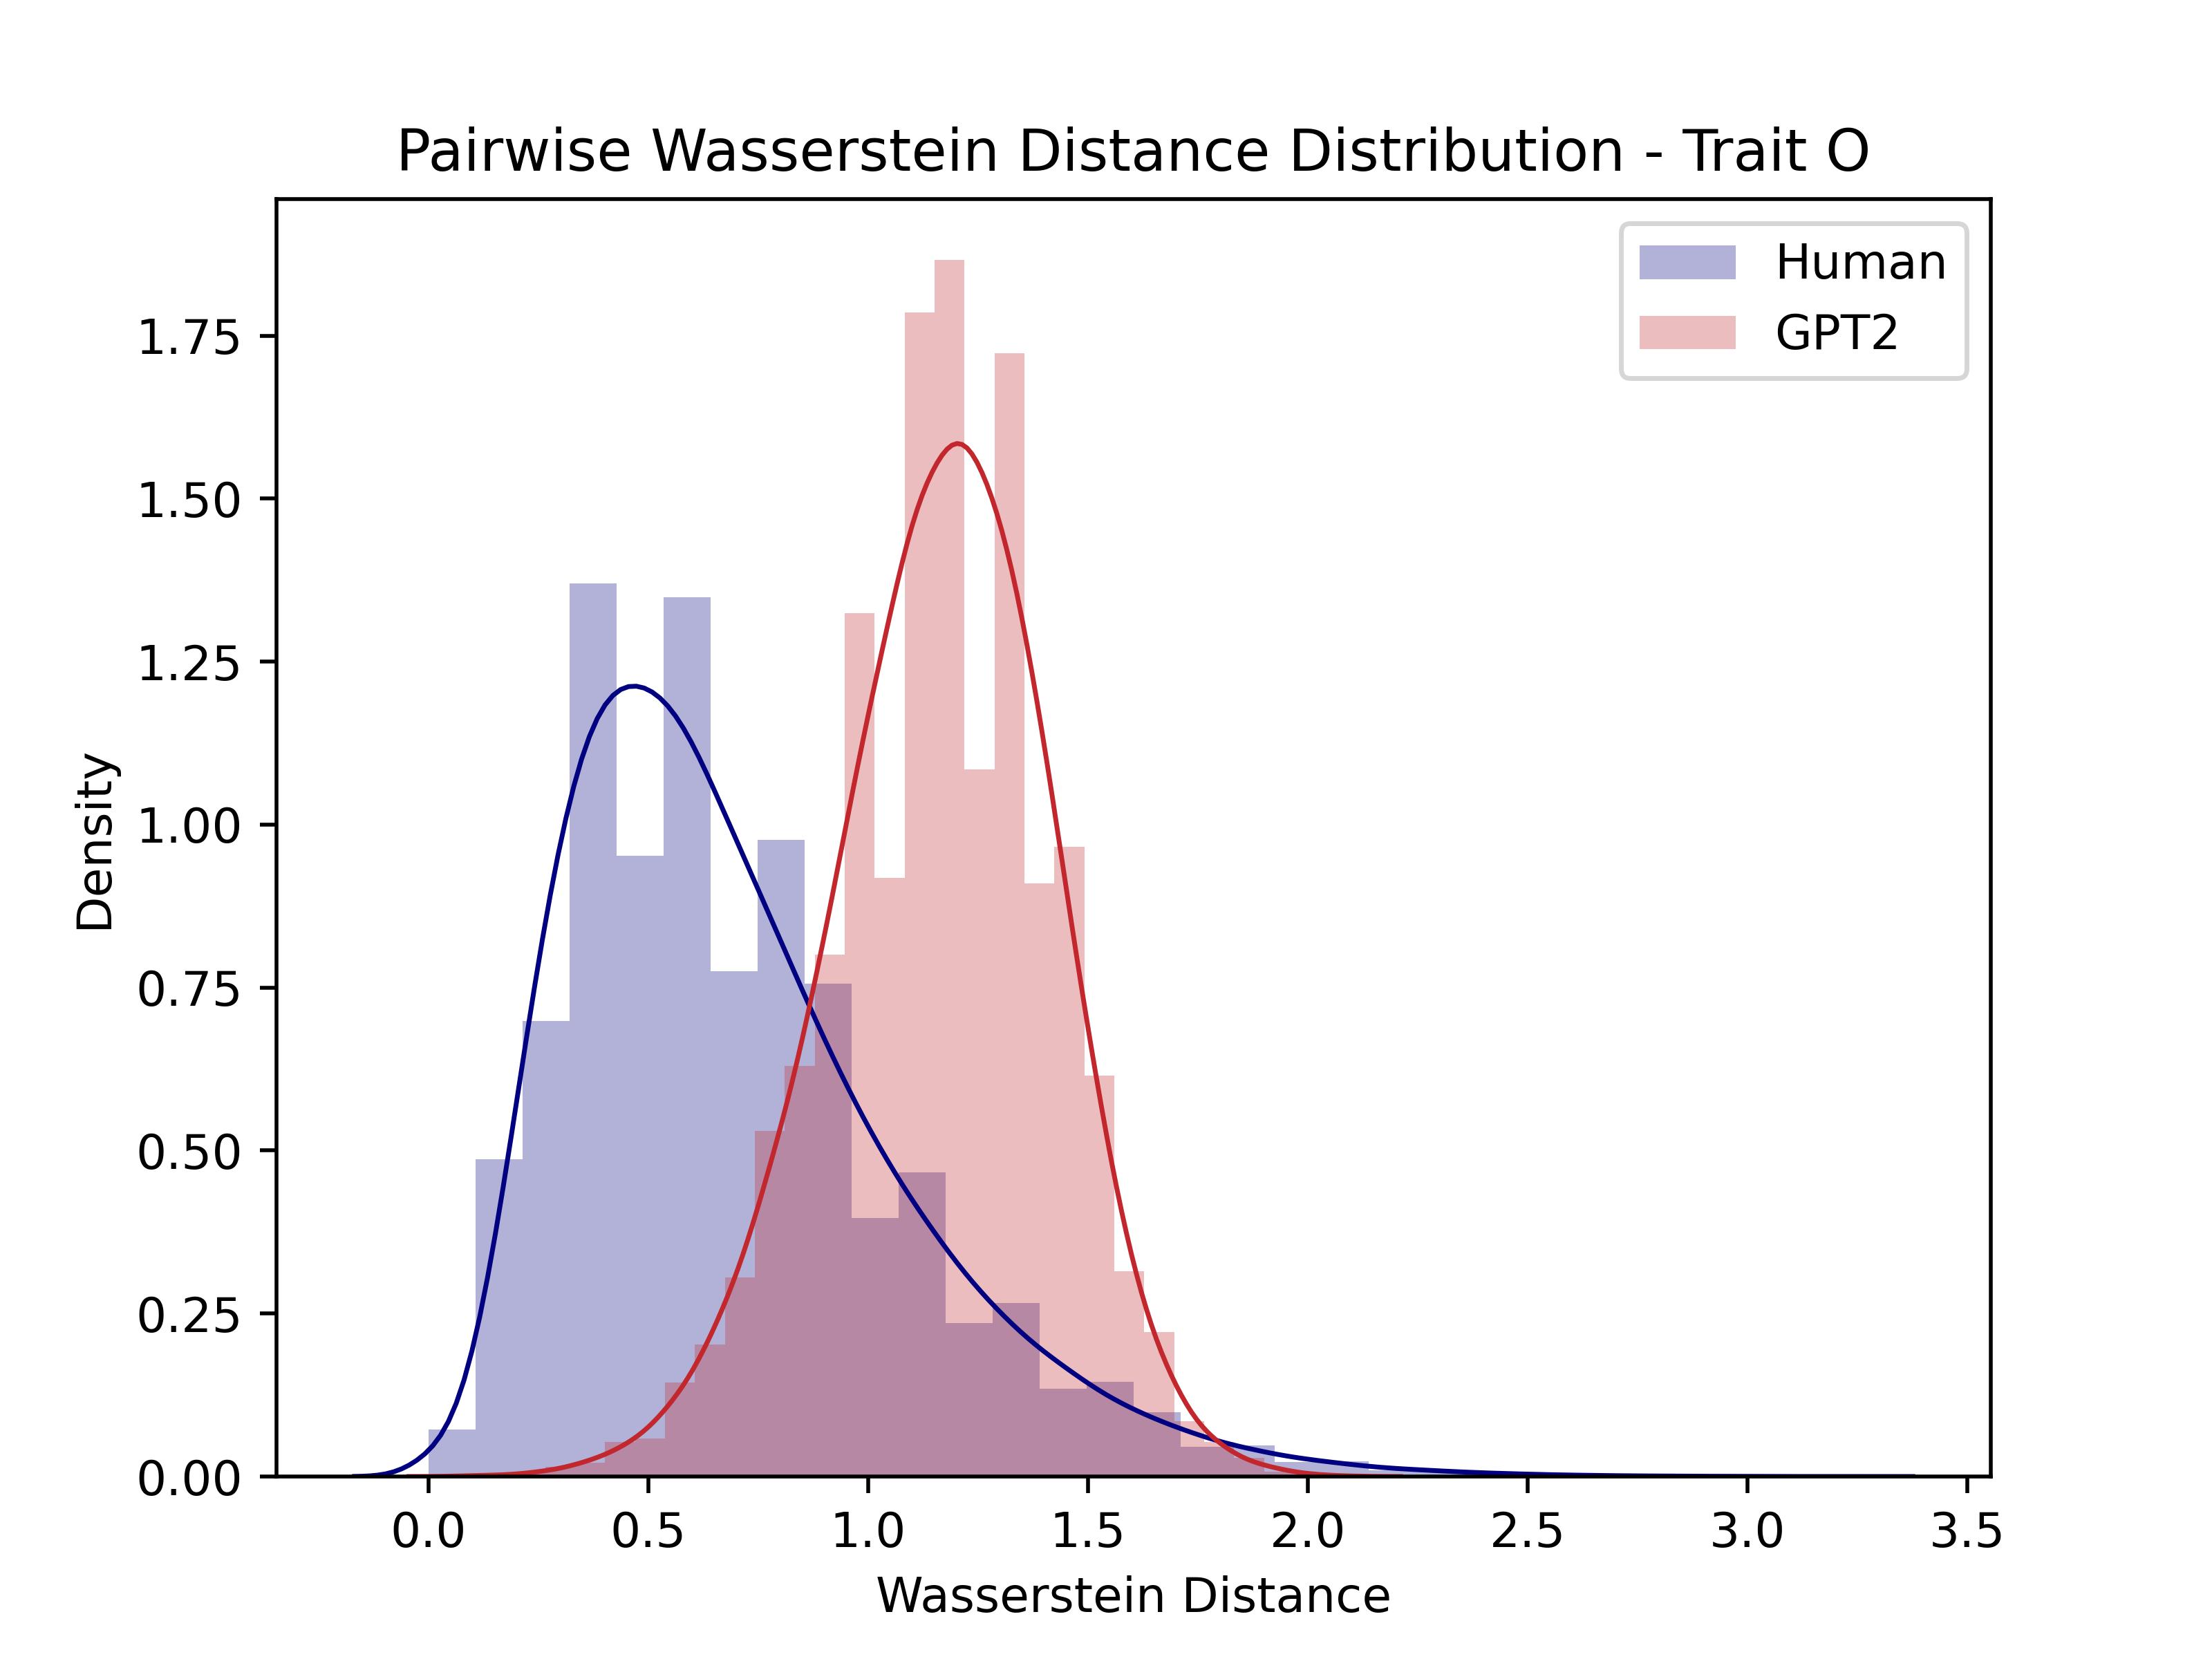 Pairwise Wasserstein Distance Distribution - Trait O
Human
GPT2
1.75
1.50
1.25
1.00
0.75
0.50
0.25
0.00
Density
0.0 0.5 1.0 1.5 2.0 2.5 3.0 3.5
Wasserstein Distance